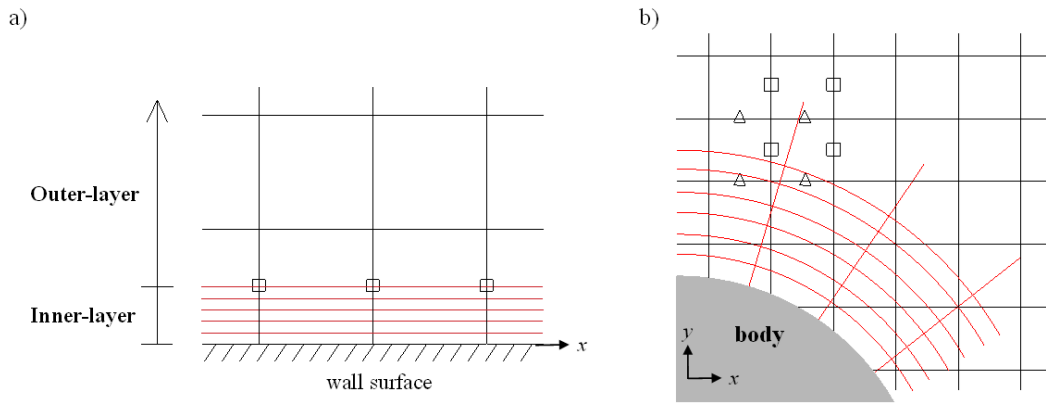 a)
b)
Outer-layer
Inner-layer
x
wall surface
body
y
x